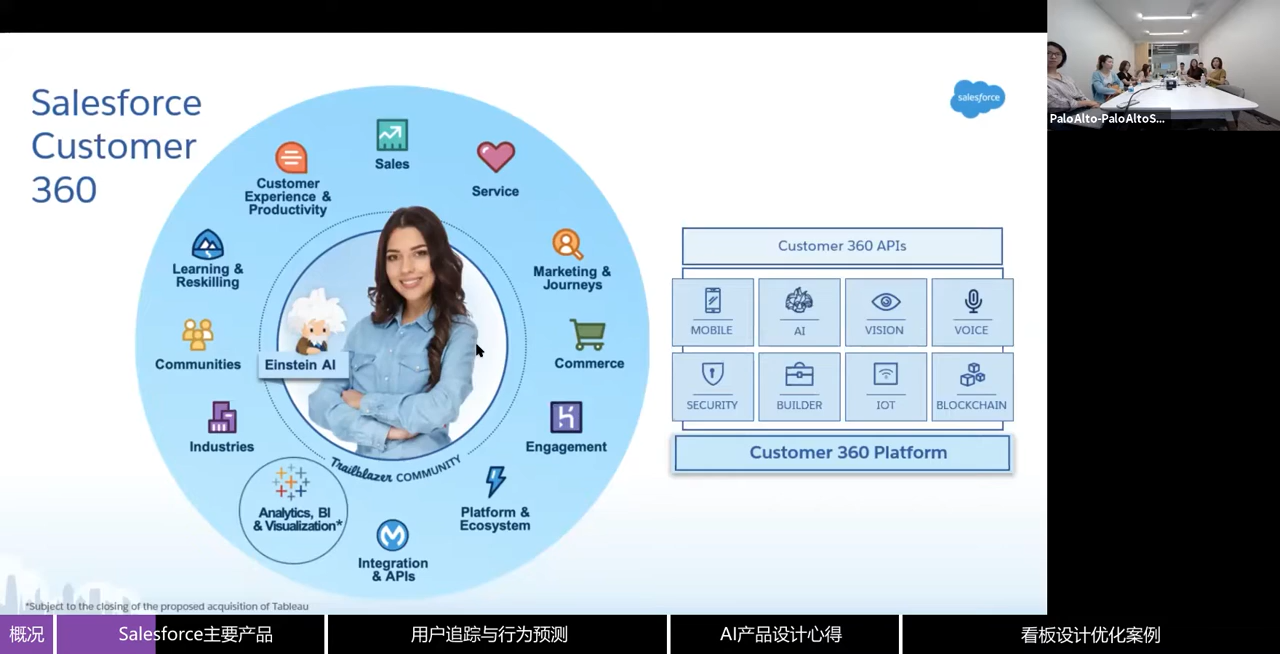 Salesforce
Customer
360
salesforce
PaloAlto-PaloAltoS...
Sales
Service
Customer
Experience &
Productivity
Marketing &
Journeys
Learning &
Reskilling
Communities
Einstein AI
Commerce
Industries
Engagement
Trailblazer COMMUNITY
Analytics, BI
& Visualization*
Platform &
Ecosystem
Integration
& APIs
Customer 360 APIs
MOBILE
AI
VISION
VOICE
SECURITY
BUILDER
IOT
BLOCKCHAIN
Customer 360 Platform
*Subject to the closing of the proposed acquisition of Tableau
概况
Salesforce主要产品
用户追踪与行为预测
AI产品设计心得
看板设计优化案例